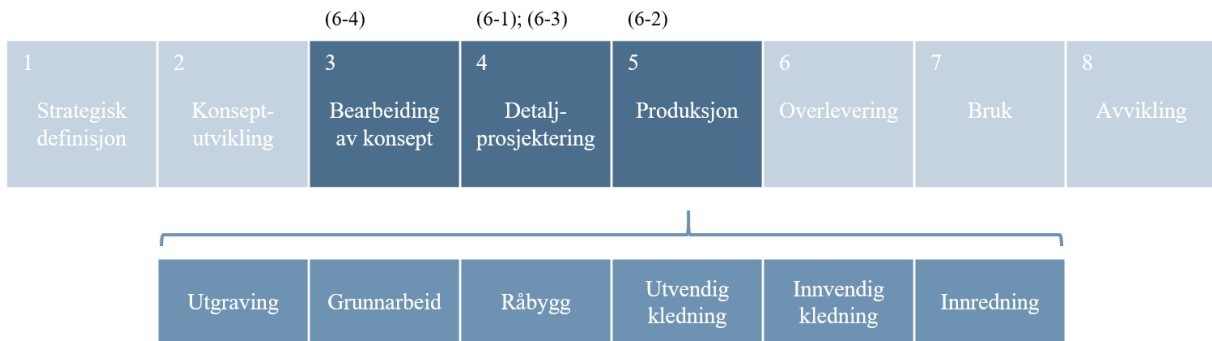 (6-4) (6-1); (6-3) (6-2)
1 2 3 4 5 6 7 8
Strategisk
definisjon
Konsept-
utvikling
Bearbeiding
av konsept
Detalj-
prosjektering
Produksjon
Overlevering
Bruk
Avvikling
Utgraving
Grunnarbeid
Råbygg
Utvendig
kledning
Innvendig
kledning
Innredning